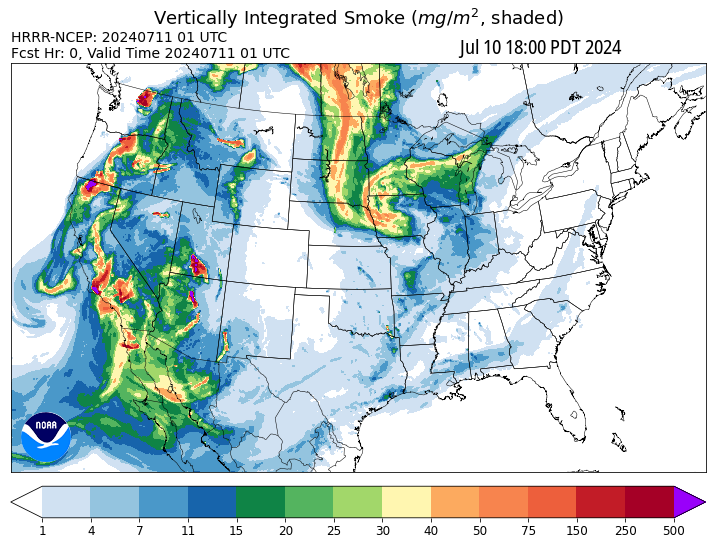 Vertically Integrated Smoke (mg/m², shaded)
HRRR-NCEP: 20240711 01 UTC
Fcst Hr: 0, Valid Time 20240711 01 UTC
Jul 10 18:00 PDT 2024
NOAA
1 4 7 11 15 20 25 30 40 50 75 150 250 500